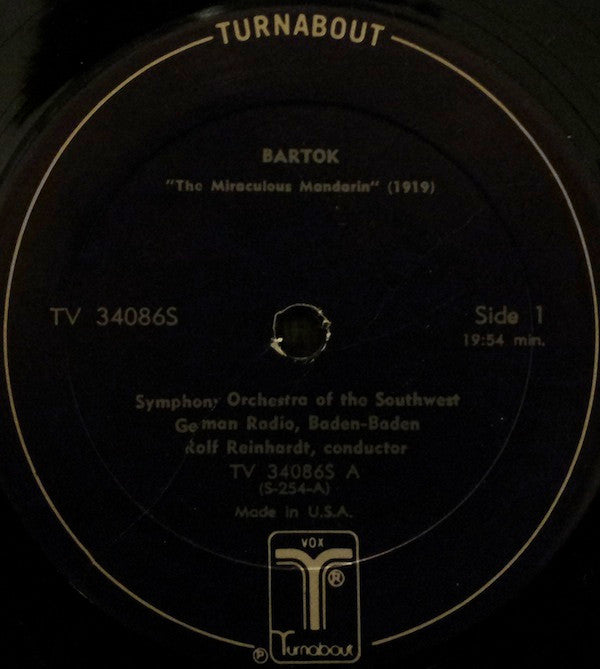 TURNABOUT
BARTOK
"The Miraculous Mandarin" (1919)
TV 34086S
Side 1
19:54 min.
Symphony Orchestra of the Southwest
German Radio, Baden-Baden
Rolf Reinhardt, conductor
TV 34086S A
(S-254-A)
Made in U.S.A.
VOX
T®
℗ Turnabout